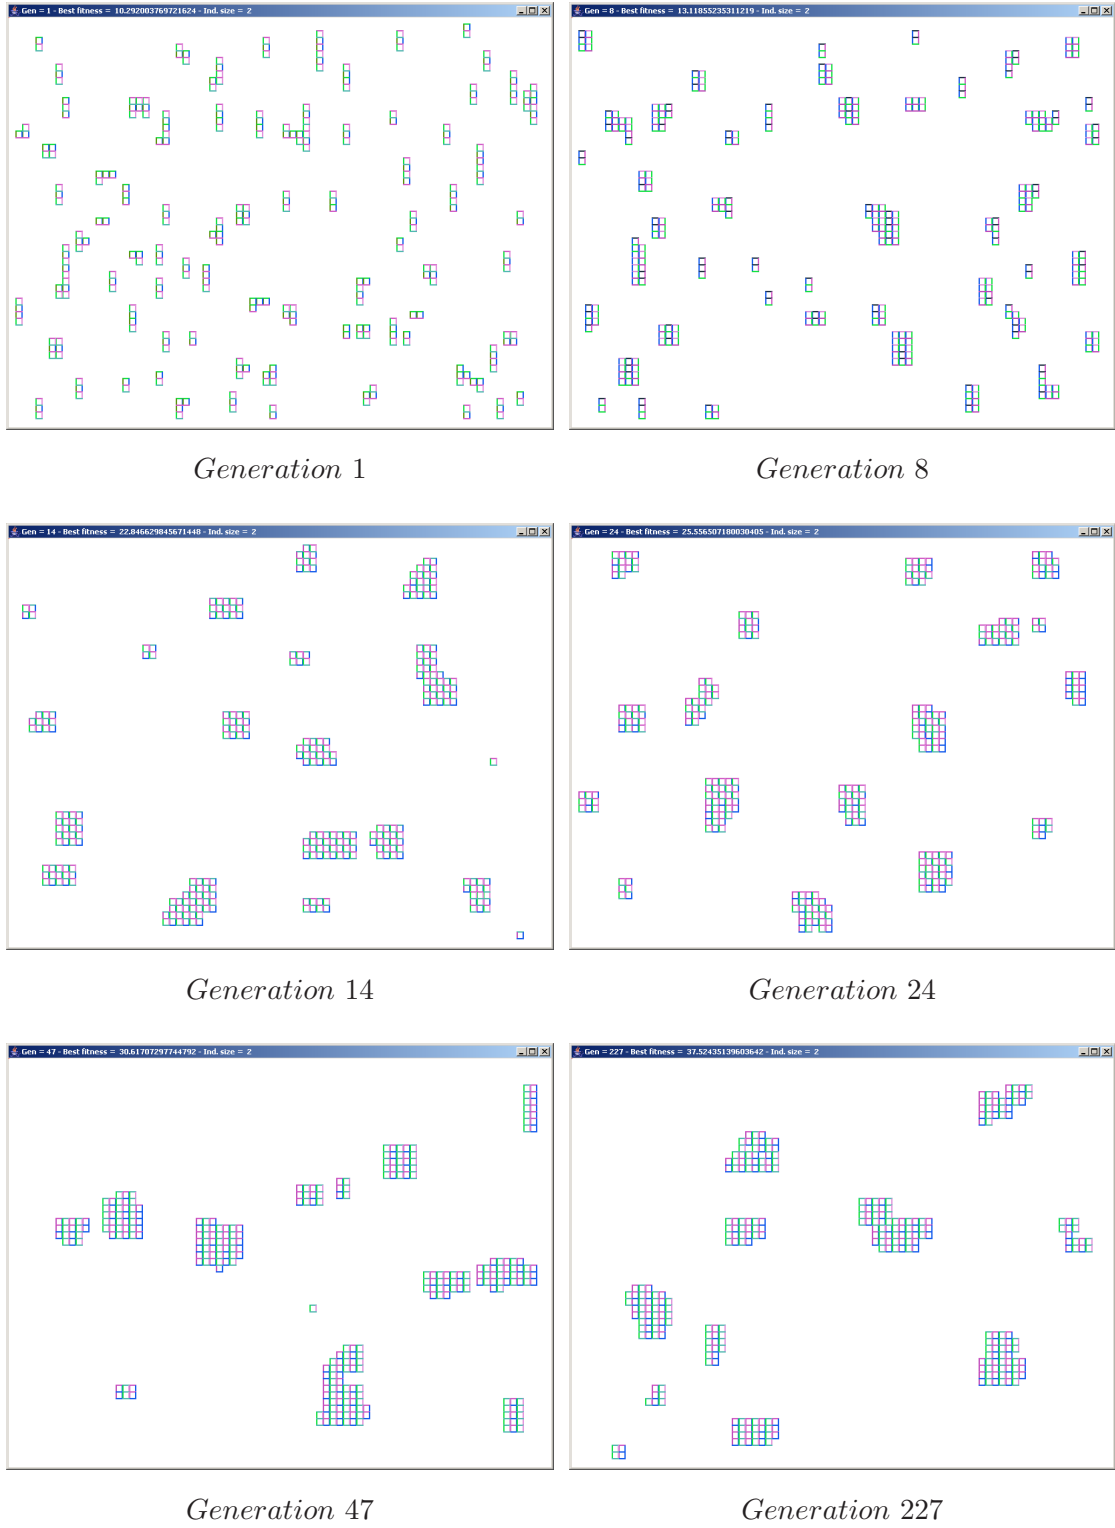 Gen = 1 - Best fitness = 10.292003769721624 - Ind. size = 2
Gen = 8 - Best fitness = 13.11855235311219 - Ind. size = 2
Generation 1
Generation 8
Gen = 14 - Best fitness = 22.846629845671448 - Ind. size = 2
Gen = 24 - Best fitness = 25.556507180030405 - Ind. size = 2
Generation 14
Generation 24
Gen = 47 - Best fitness = 30.61707297744792 - Ind. size = 2
Gen = 227 - Best fitness = 37.52435139603642 - Ind. size = 2
Generation 47
Generation 227